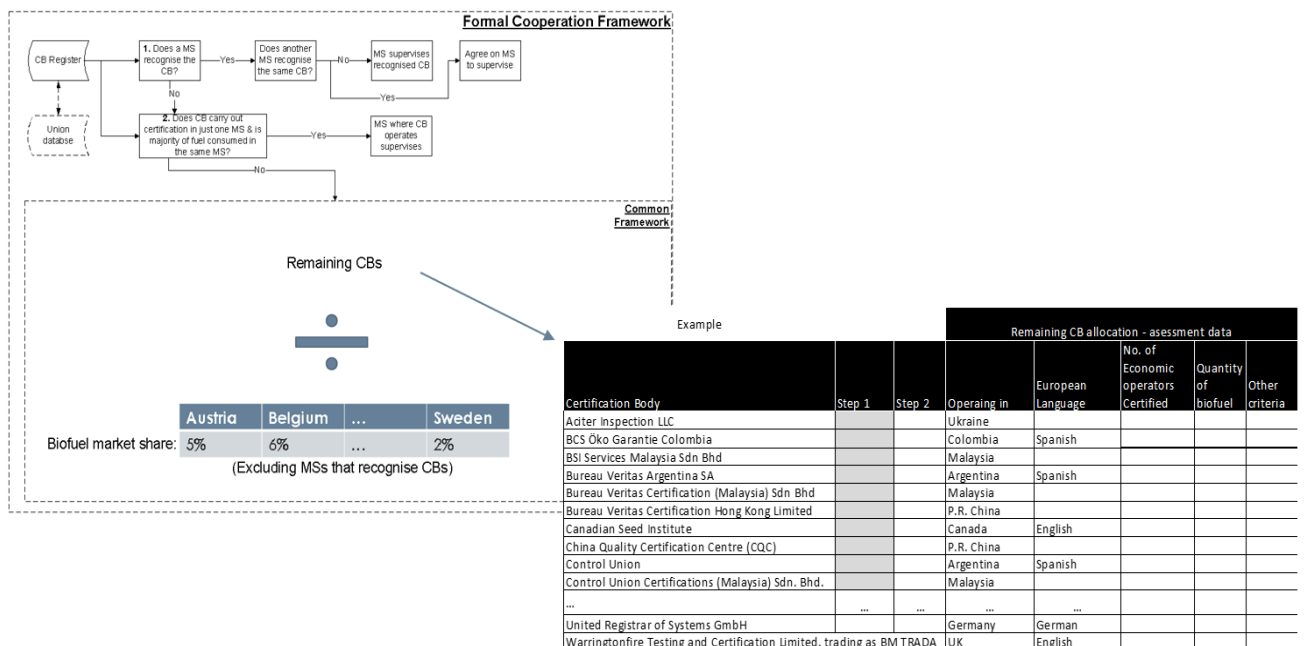 Formal Cooperation Framework
CB Register
1. Does a MS
recognise the
CB?
Yes
Does another
MS recognise
the same CB?
No
MS supervises
recognised CB
Agree on MS
to supervise
Yes
No
Union
databse
2. Does CB carry out
certification in just one MS & is
majority of fuel consumed in
the same MS?
Yes
MS where CB
operates
supervises
No
Common
Framework
Remaining CBs
Austria Belgium ... Sweden
Biofuel market share: 5% 6% ... 2%
(Excluding MSs that recognise CBs)
Example
Remaining CB allocation - asessment data
Certification Body Step 1 Step 2 Operaing in
European
Language
No. of
Economic
operators
Certified
Quantity
of
biofuel
Other
criteria
Aciter Inspection LLC Ukraine
BCS Öko Garantie Colombia Colombia Spanish
BSI Services Malaysia Sdn Bhd Malaysia
Bureau Veritas Argentina SA Argentina Spanish
Bureau Veritas Certification (Malaysia) Sdn Bhd Malaysia
Bureau Veritas Certification Hong Kong Limited P.R. China
Canadian Seed Institute Canada English
China Quality Certification Centre (CQC) P.R. China
Control Union Argentina Spanish
Control Union Certifications (Malaysia) Sdn. Bhd. Malaysia
... ... ... ... ...
United Registrar of Systems GmbH Germany German
Warringtonfire Testing and Certification Limited, trading as BM TRADA UK English